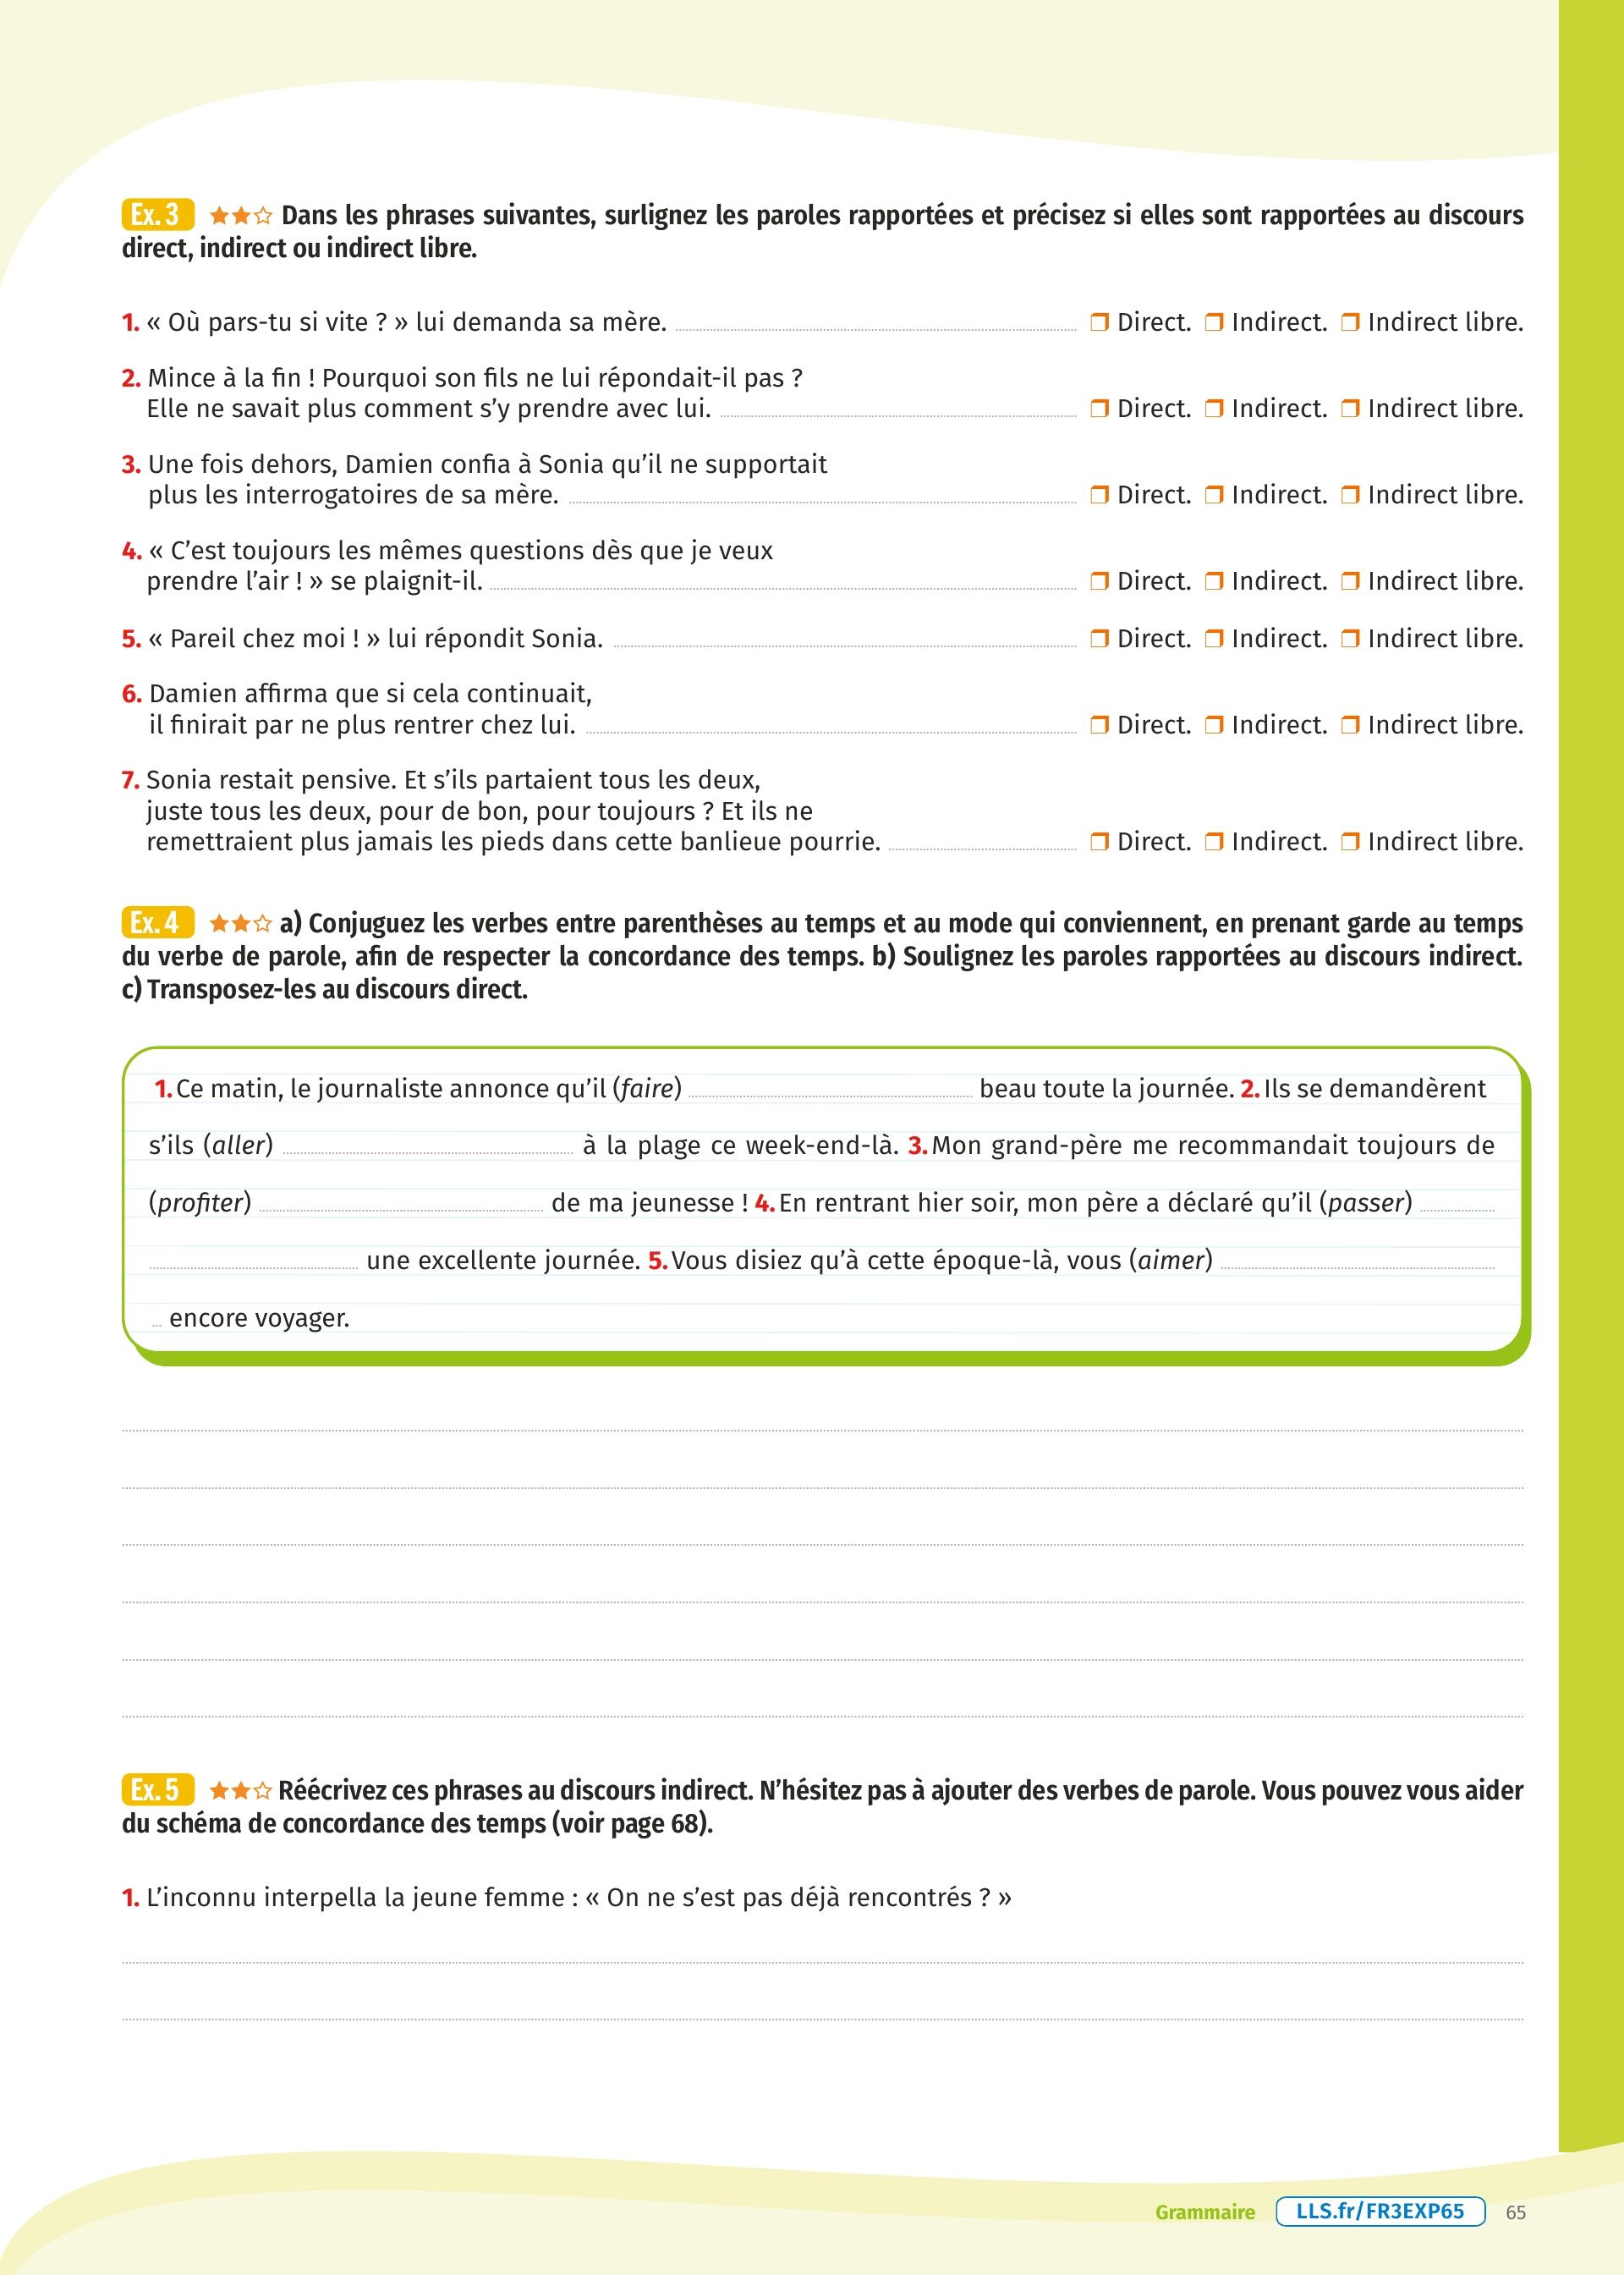 Ex. 3 ★★☆ Dans les phrases suivantes, surlignez les paroles rapportées et précisez si elles sont rapportées au discours
direct, indirect ou indirect libre.
1. « Où pars-tu si vite ? » lui demanda sa mère. ❒ Direct. ❒ Indirect. ❒ Indirect libre.
2. Mince à la fin ! Pourquoi son fils ne lui répondait-il pas ?
Elle ne savait plus comment s’y prendre avec lui. ❒ Direct. ❒ Indirect. ❒ Indirect libre.
3. Une fois dehors, Damien confia à Sonia qu’il ne supportait
plus les interrogatoires de sa mère. ❒ Direct. ❒ Indirect. ❒ Indirect libre.
4. « C’est toujours les mêmes questions dès que je veux
prendre l’air ! » se plaignit-il. ❒ Direct. ❒ Indirect. ❒ Indirect libre.
5. « Pareil chez moi ! » lui répondit Sonia. ❒ Direct. ❒ Indirect. ❒ Indirect libre.
6. Damien affirma que si cela continuait,
il finirait par ne plus rentrer chez lui. ❒ Direct. ❒ Indirect. ❒ Indirect libre.
7. Sonia restait pensive. Et s’ils partaient tous les deux,
juste tous les deux, pour de bon, pour toujours ? Et ils ne
remettraient plus jamais les pieds dans cette banlieue pourrie. ❒ Direct. ❒ Indirect. ❒ Indirect libre.
Ex. 4 ★★☆ a) Conjuguez les verbes entre parenthèses au temps et au mode qui conviennent, en prenant garde au temps
du verbe de parole, afin de respecter la concordance des temps. b) Soulignez les paroles rapportées au discours indirect.
c) Transposez-les au discours direct.
1. Ce matin, le journaliste annonce qu’il (faire) beau toute la journée. 2. Ils se demandèrent
s’ils (aller) à la plage ce week-end-là. 3. Mon grand-père me recommandait toujours de
(profiter) de ma jeunesse ! 4. En rentrant hier soir, mon père a déclaré qu’il (passer)
une excellente journée. 5. Vous disiez qu’à cette époque-là, vous (aimer)
encore voyager.
Ex. 5 ★★☆ Réécrivez ces phrases au discours indirect. N’hésitez pas à ajouter des verbes de parole. Vous pouvez vous aider
du schéma de concordance des temps (voir page 68).
1. L’inconnu interpella la jeune femme : « On ne s’est pas déjà rencontrés ? »
Grammaire LLS.fr/FR3EXP65 65